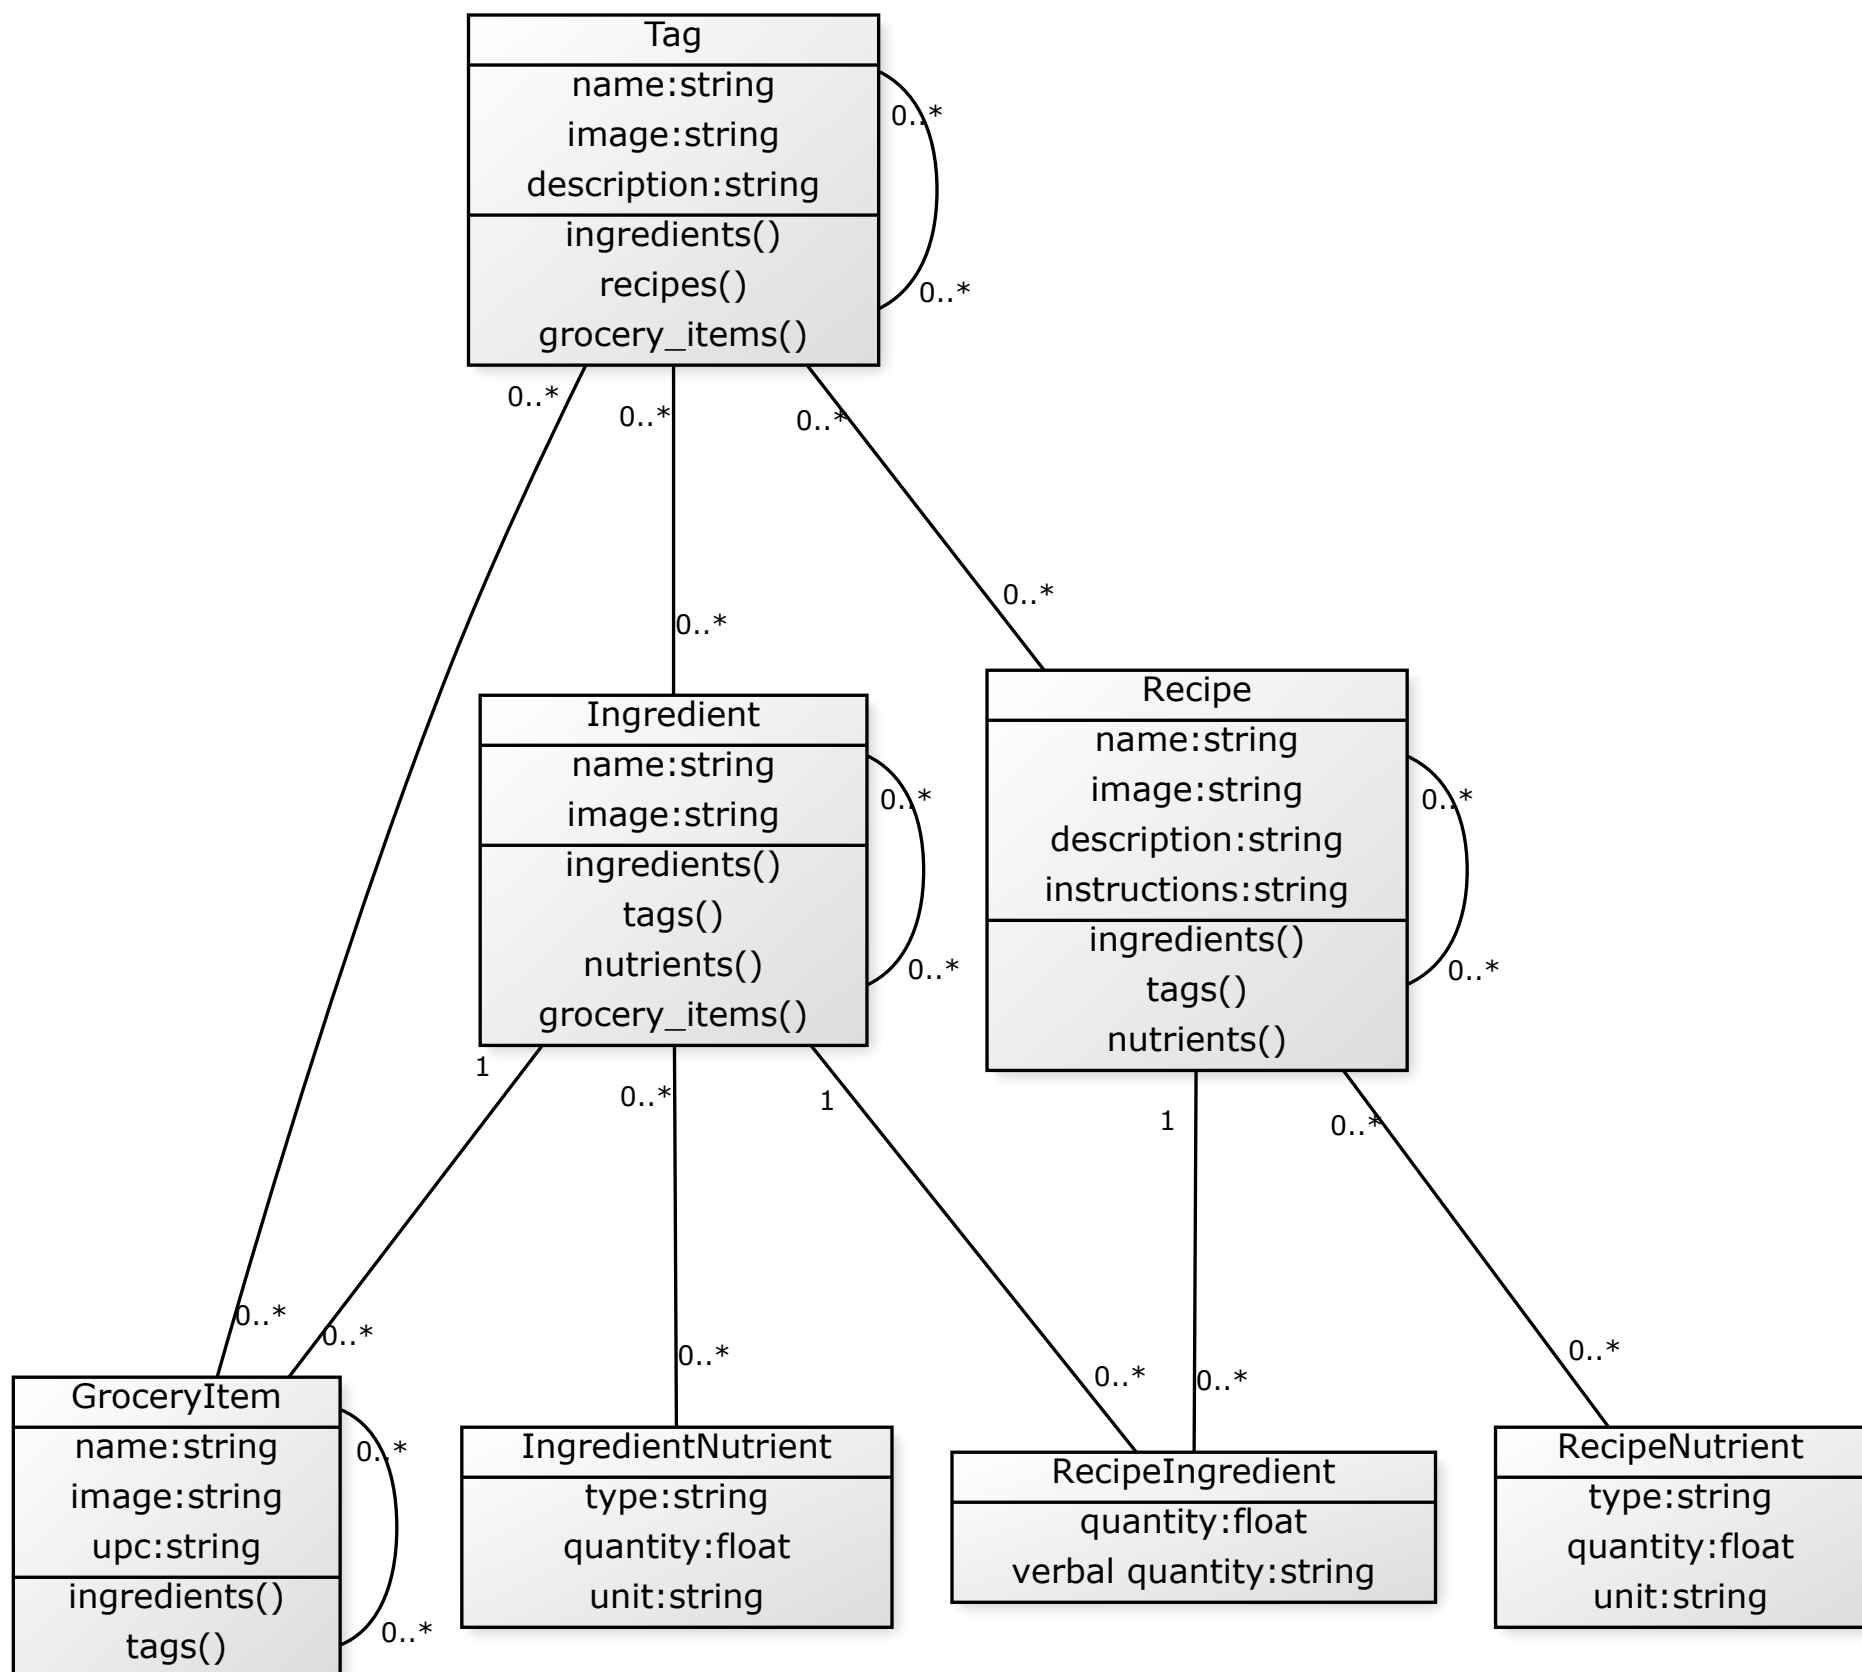 Tag
name:string
image:string
description:string
ingredients()
recipes()
grocery_items()
0..*
0..*
0..*
0..*
0..*
0..*
0..*
Ingredient
name:string
image:string
ingredients()
tags()
nutrients()
grocery_items()
0..*
0..*
Recipe
name:string
image:string
description:string
instructions:string
ingredients()
tags()
nutrients()
0..*
0..*
1
0..*
1
1
0..*
0..*
0..*
0..*
0..*
0..*
0..*
GroceryItem
name:string
image:string
upc:string
ingredients()
tags()
0..*
0..*
IngredientNutrient
type:string
quantity:float
unit:string
RecipeIngredient
quantity:float
verbal quantity:string
RecipeNutrient
type:string
quantity:float
unit:string